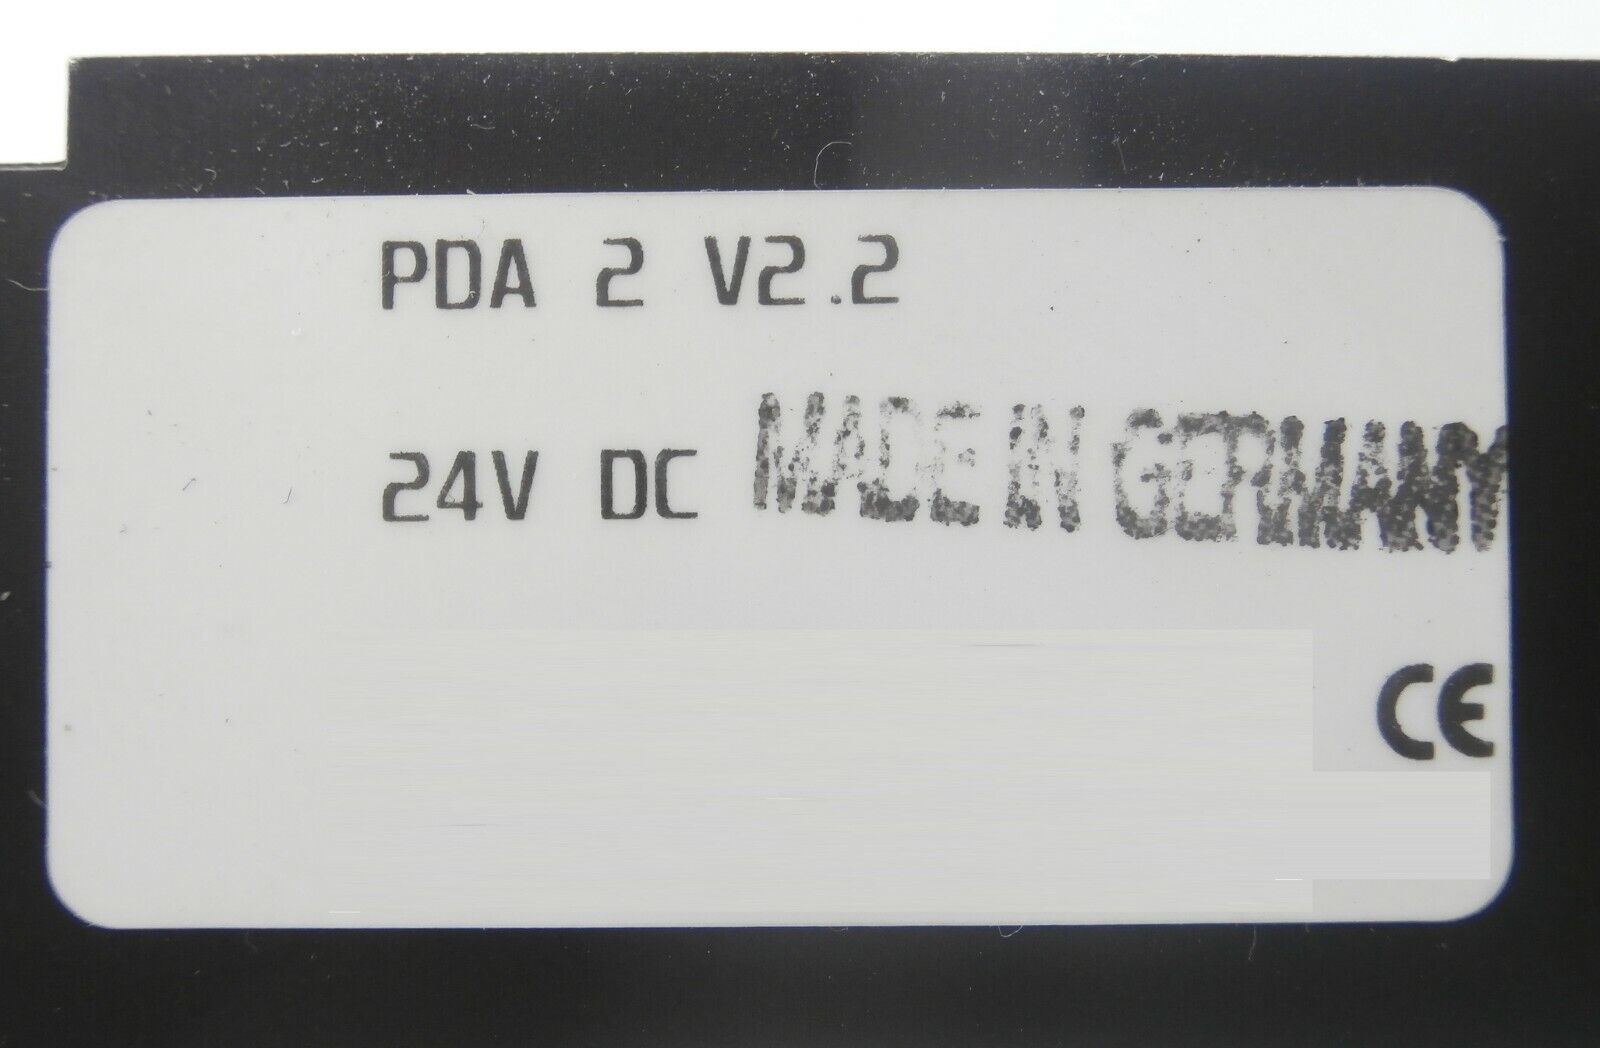 PDA 2 V2.2
24V DC MADE IN GERMANY
CE